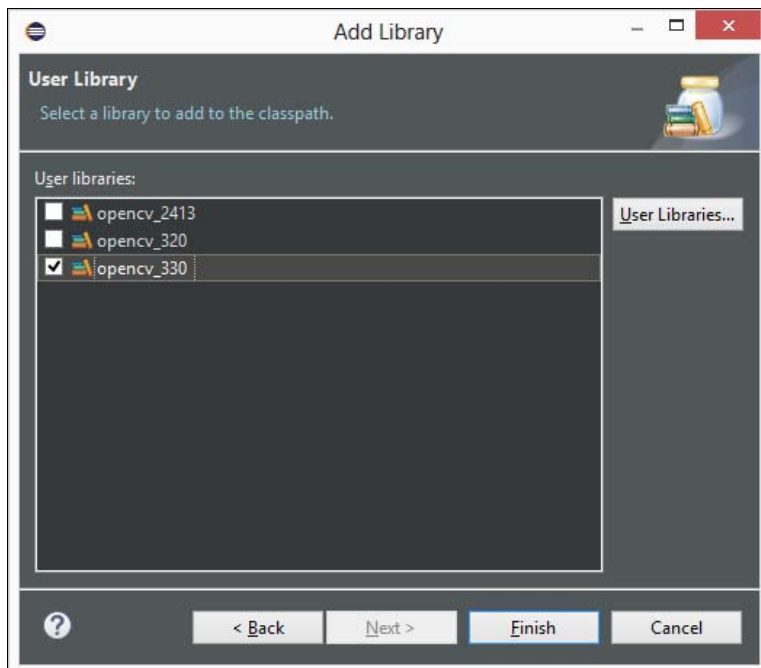 Add Library
User Library
Select a library to add to the classpath.
User libraries:
opencv_2413
User Libraries...
opencv_320
opencv_330
< Back
Next >
Finish
Cancel